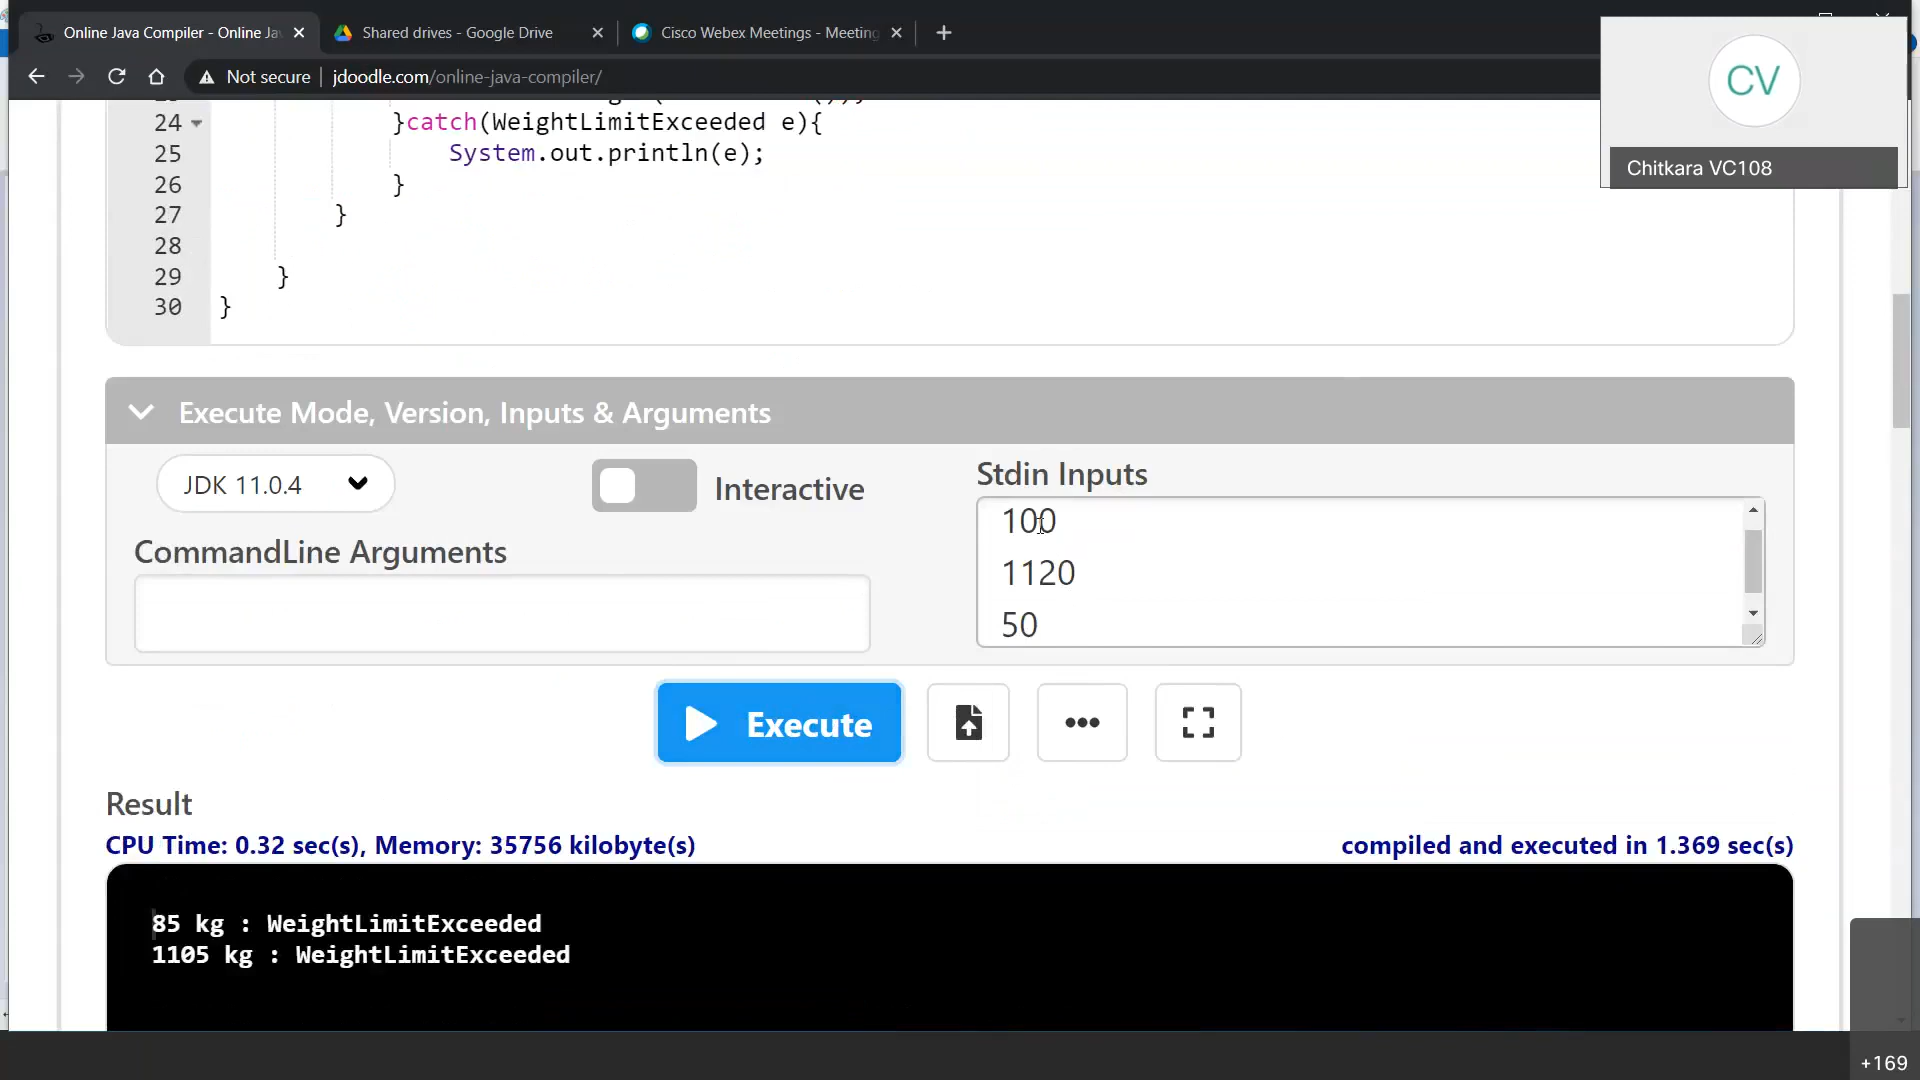 Online Java Compiler - Online Ja
Shared drives - Google Drive
Cisco Webex Meetings - Meeting
Not secure
jdoodle.com/online-java-compiler/
CV
Chitkara VC108
24 }catch(WeightLimitExceeded e){
25 System.out.println(e);
26 }
27 }
28
29 }
30 }
Execute Mode, Version, Inputs & Arguments
JDK 11.0.4
Interactive
Stdin Inputs
CommandLine Arguments
100
1120
50
Execute
Result
CPU Time: 0.32 sec(s), Memory: 35756 kilobyte(s)
compiled and executed in 1.369 sec(s)
85 kg : WeightLimitExceeded
1105 kg : WeightLimitExceeded
+169